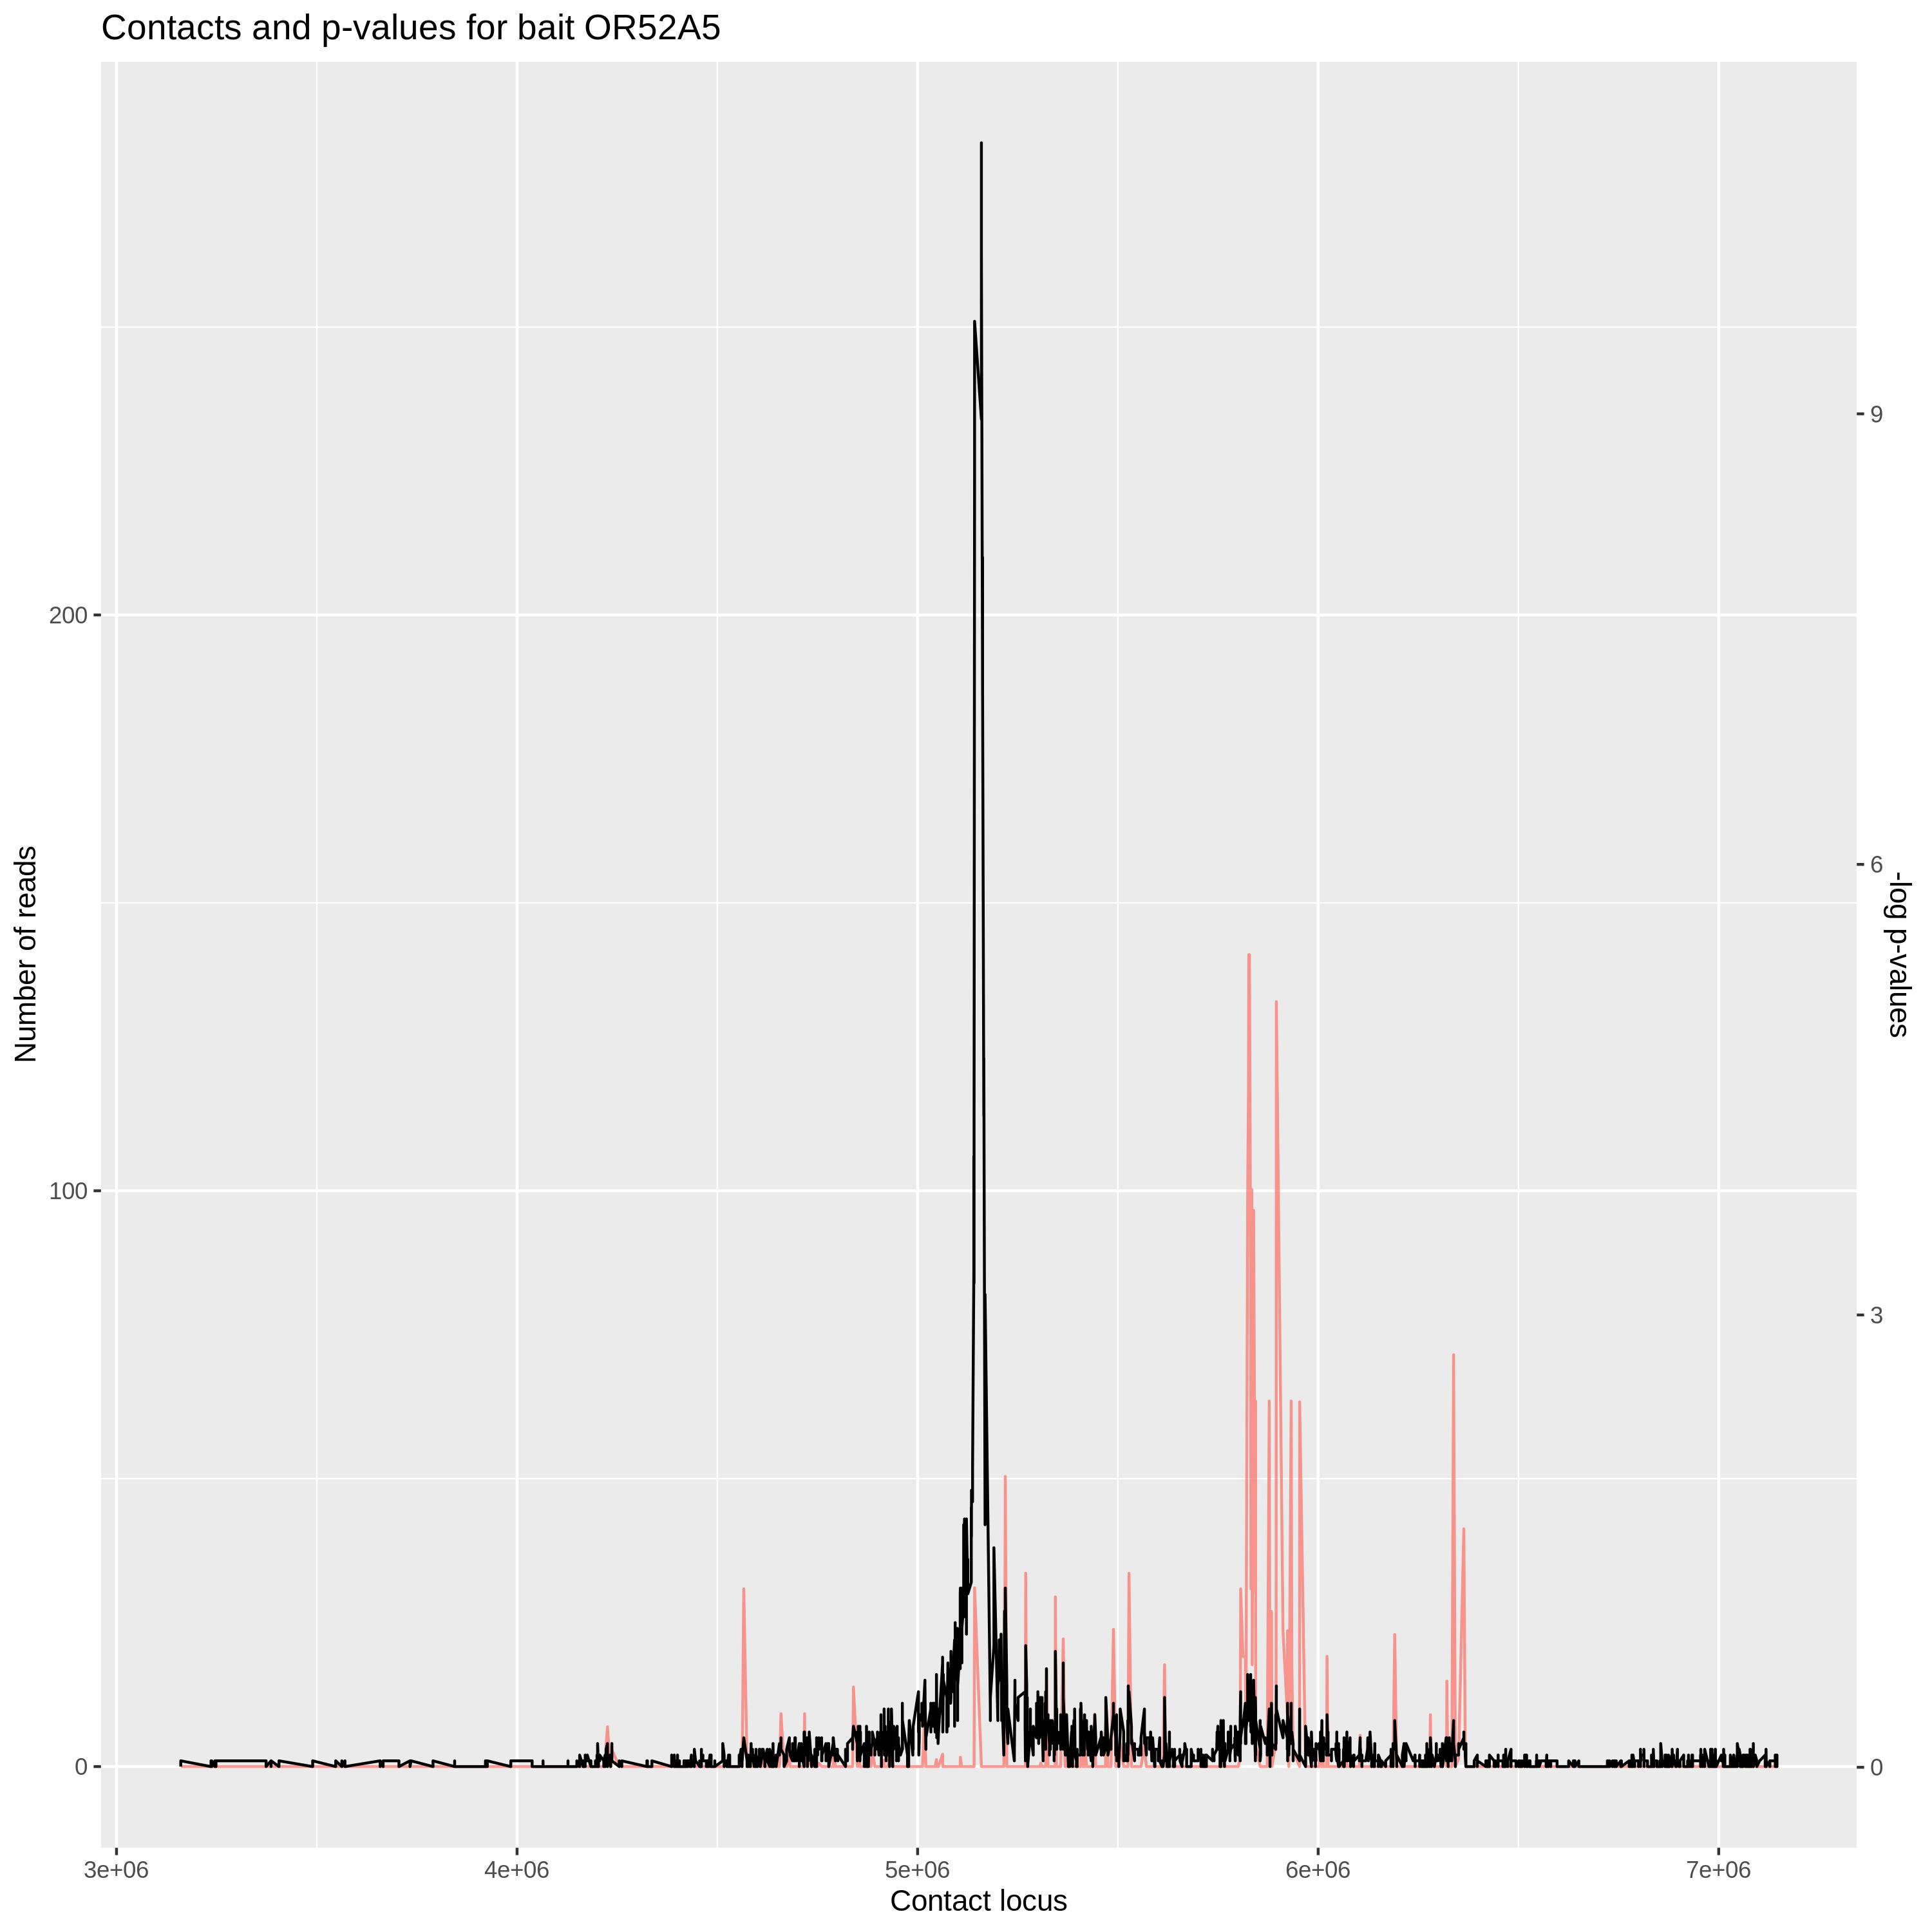 Contacts and p-values for bait OR52A5
Number of reads
200
100
0
9
6
3
0
-log p-values
3e+06 4e+06 5e+06 6e+06 7e+06
Contact locus